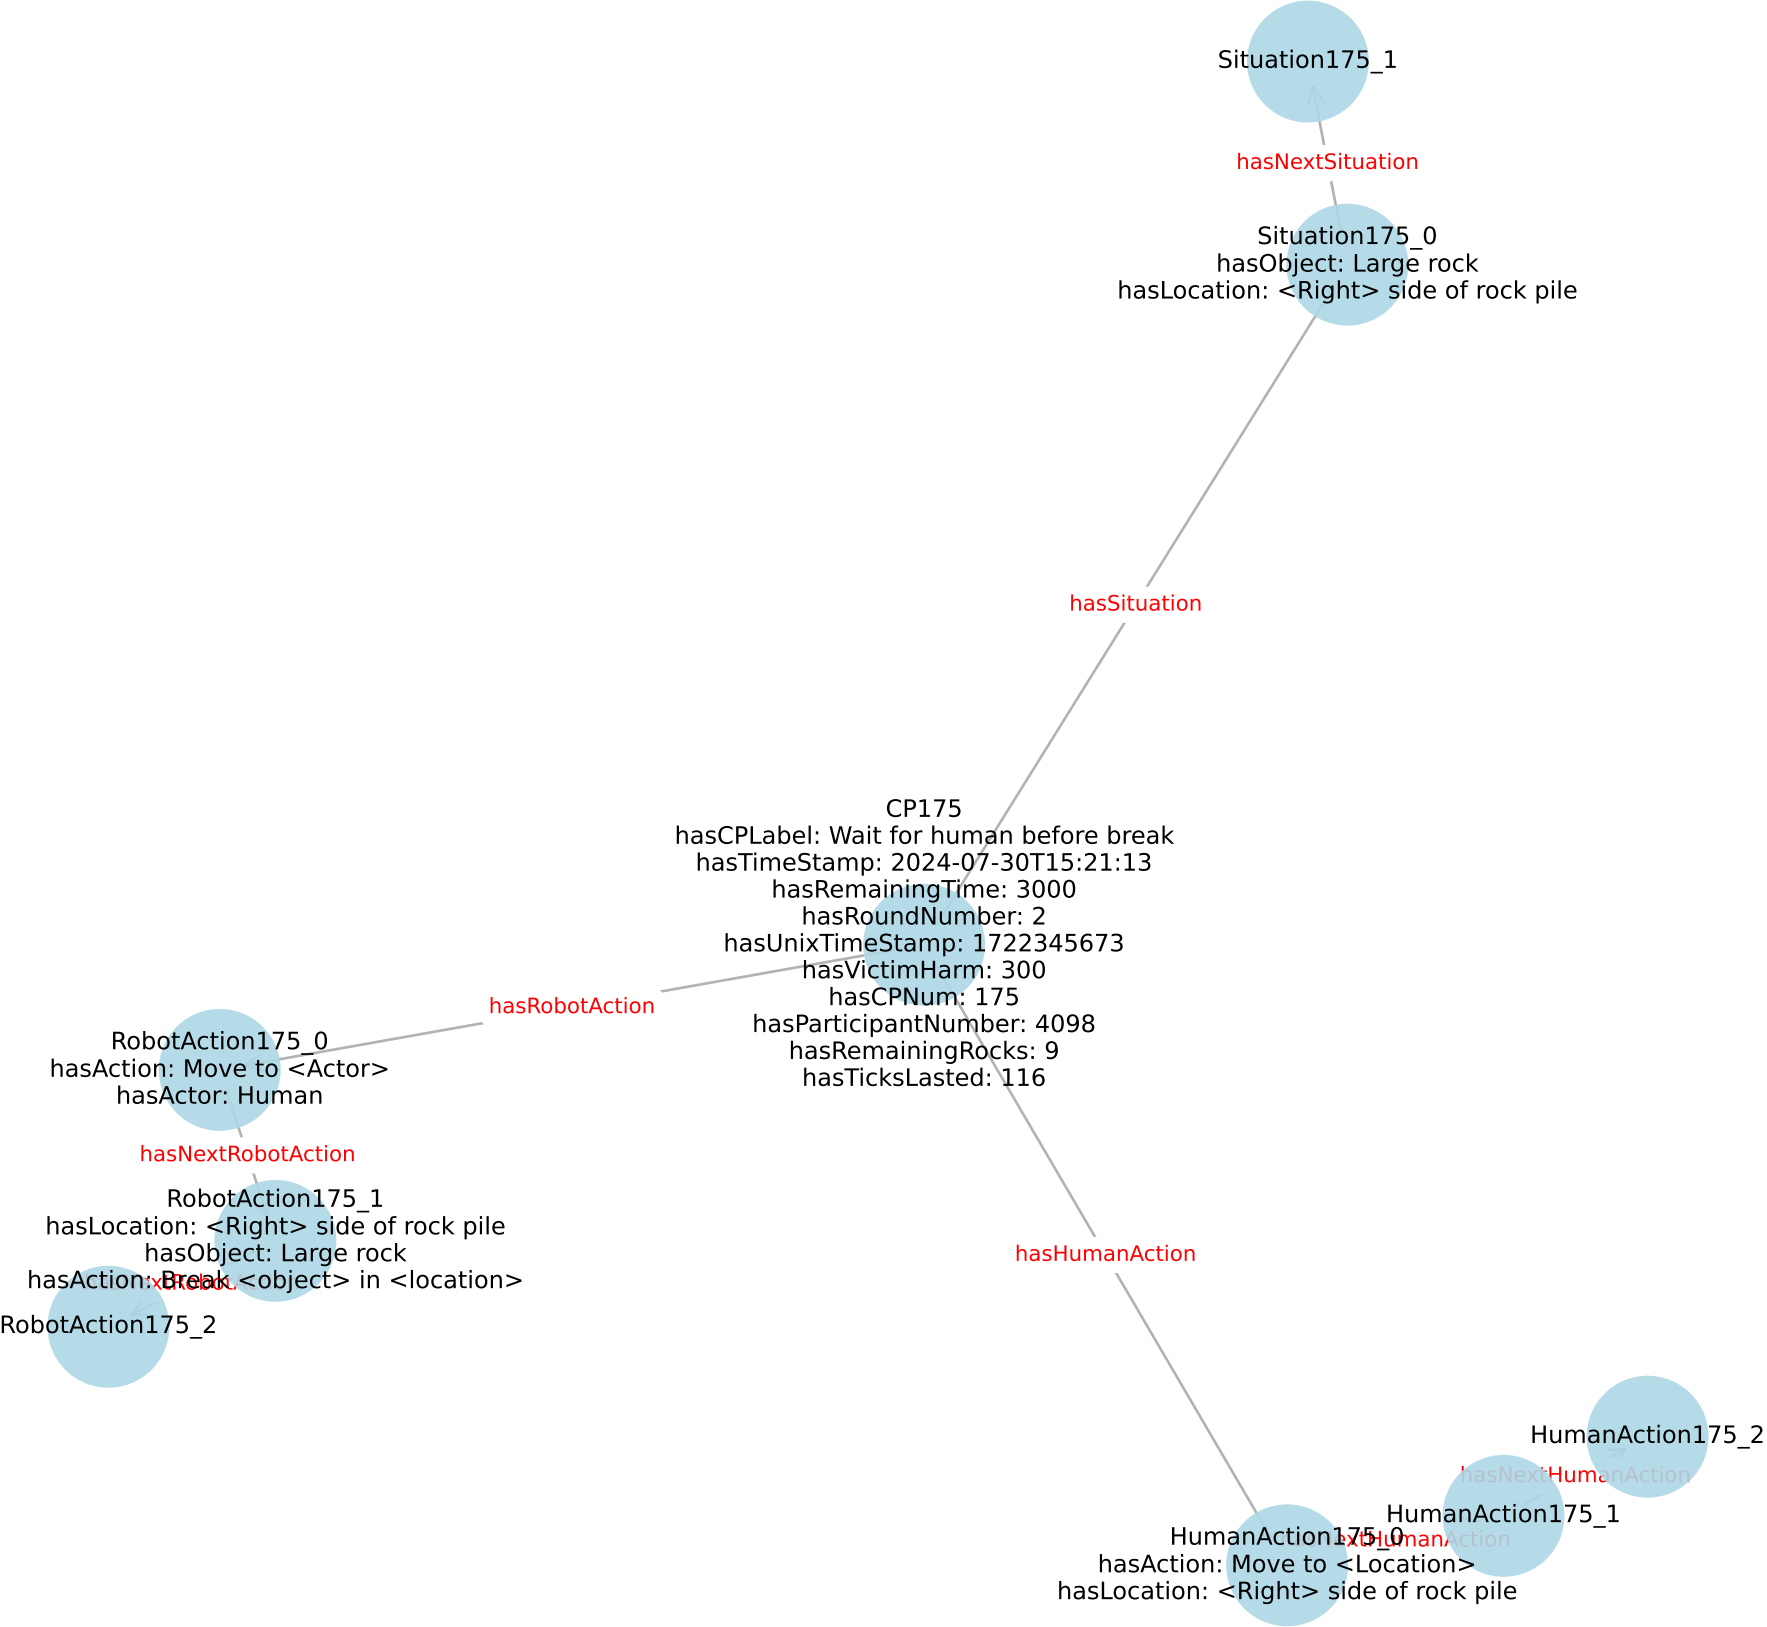 Situation175_1
hasNextSituation
Situation175_0
hasObject: Large rock
hasLocation: <Right> side of rock pile
hasSituation
CP175
hasCPLabel: Wait for human before break
hasTimeStamp: 2024-07-30T15:21:13
hasRemainingTime: 3000
hasRoundNumber: 2
hasUnixTimeStamp: 1722345673
hasVictimHarm: 300
hasCPNum: 175
hasParticipantNumber: 4098
hasRemainingRocks: 9
hasTicksLasted: 116
hasRobotAction
RobotAction175_0
hasAction: Move to <Actor>
hasActor: Human
hasNextRobotAction
RobotAction175_1
hasLocation: <Right> side of rock pile
hasObject: Large rock
hasAction: Break <object> in <location>
RobotAction175_2
hasHumanAction
HumanAction175_2
hasNextHumanAction
HumanAction175_1
HumanAction175_0
hasAction: Move to <Location>
hasLocation: <Right> side of rock pile